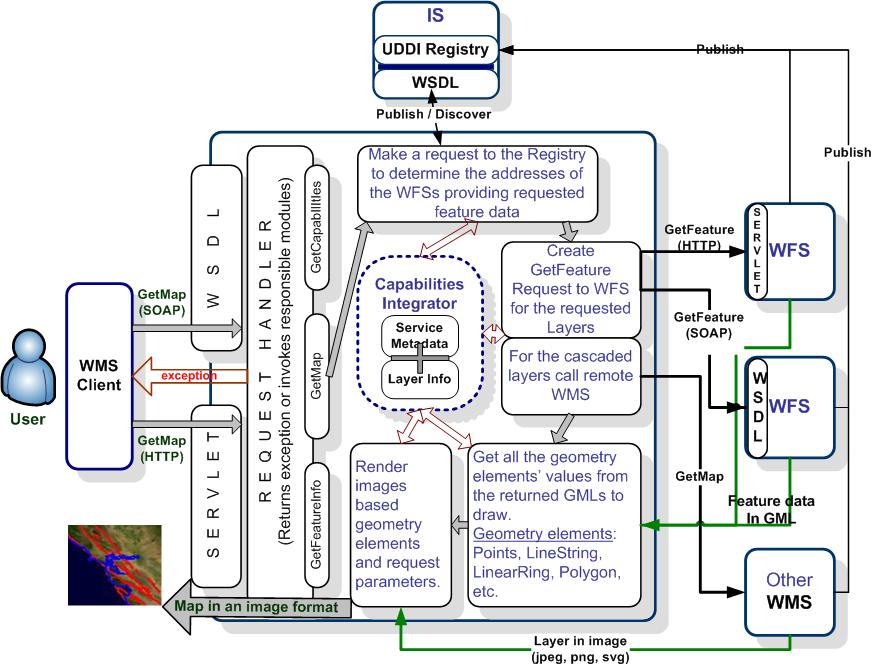 IS
UDDI Registry
WSDL
Publish
Publish / Discover
Publish
Make a request to the Registry
to determine the addresses of
the WFSs providing requested
feature data
WSDL
SERVLET
REQUEST HANDLER
(Returns exception or invokes responsible modules)
GetCapabilities
GetMap
GetFeatureInfo
GetFeature
(HTTP)
SERVLET
WFS
Create
GetFeature
Request to WFS
for the requested
Layers
Capabilities
Integrator
Service
Metadata
Layer Info
GetMap
(SOAP)
GetFeature
(SOAP)
WMS
Client
exception
For the cascaded
layers call remote
WMS
WSDL
WFS
User
GetMap
(HTTP)
Render
images
based
geometry
elements
and request
parameters.
Get all the geometry
elements' values from
the returned GMLs to
draw.
Geometry elements:
Points, LineString,
LinearRing, Polygon,
etc.
GetMap
Feature data
In GML
Other
WMS
Map in an image format
Layer in image
(jpeg, png, svg)